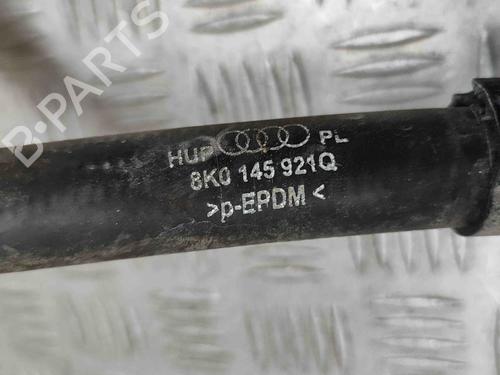 B-PARTS
HUP PL
8K0 145 921Q
>p-EPDM<